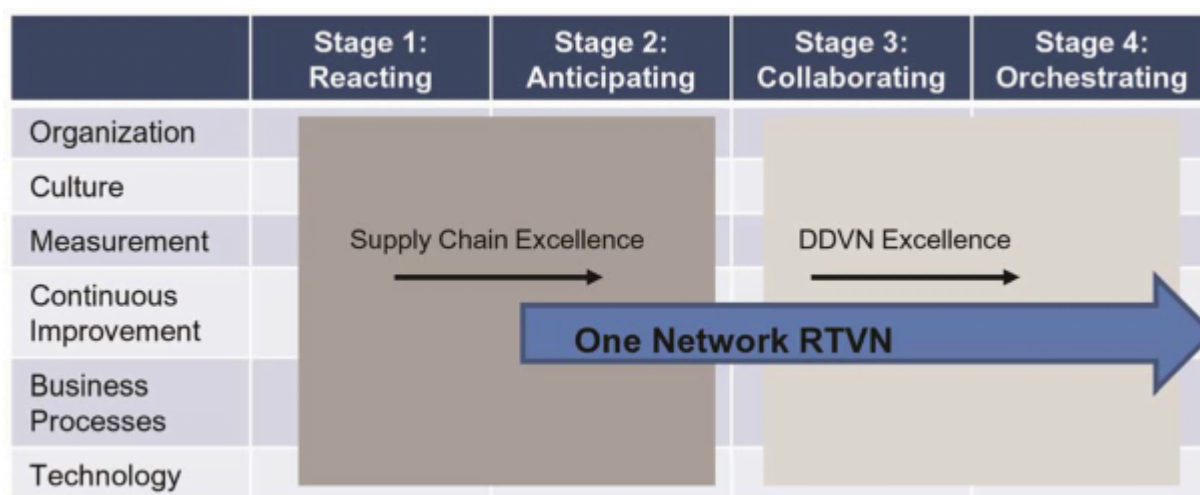 Stage 1:
Reacting
Stage 2:
Anticipating
Stage 3:
Collaborating
Stage 4:
Orchestrating
Organization
Culture
Measurement
Continuous
Improvement
Business
Processes
Technology
Supply Chain Excellence
DDVN Excellence
One Network RTVN